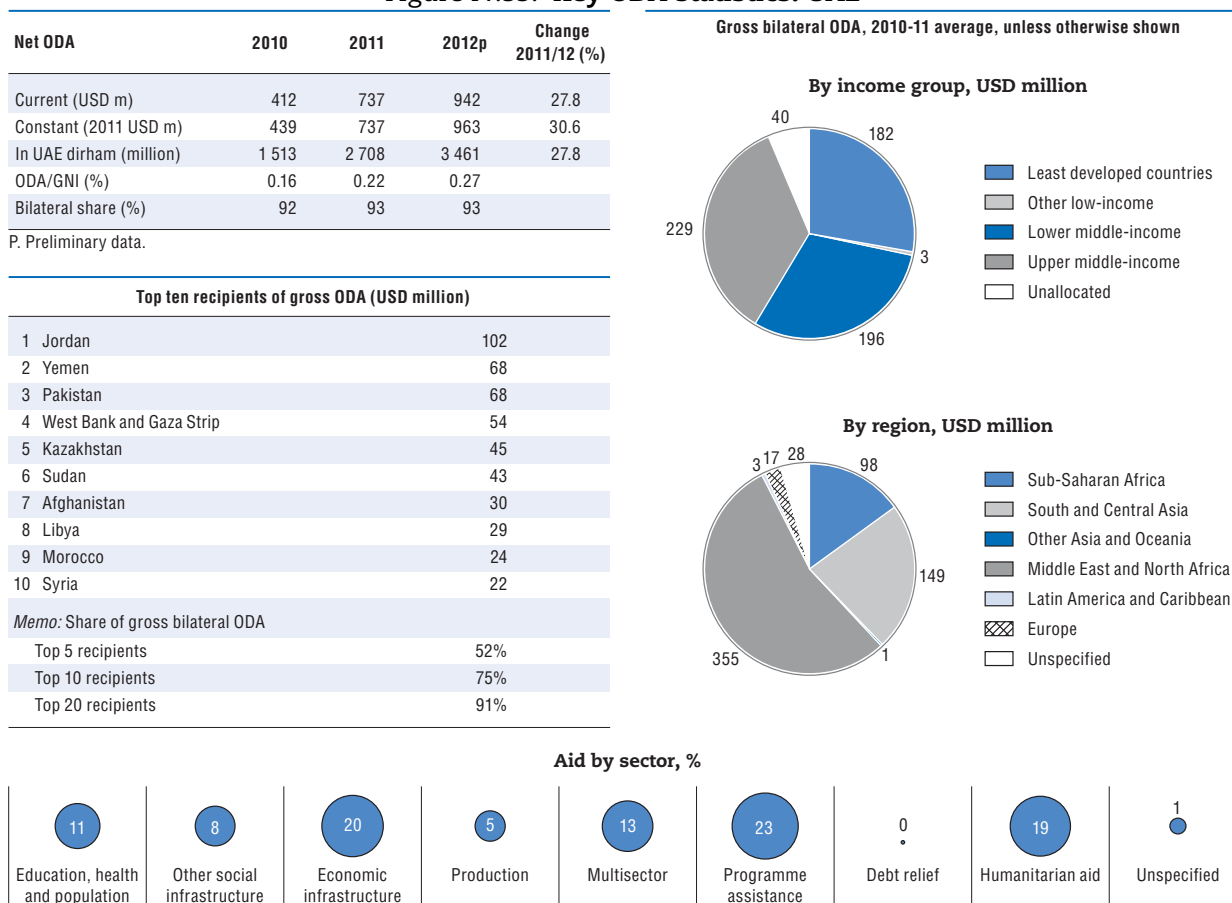 Net ODA 2010 2011 2012p Change 2011/12 (%)
Current (USD m) 412 737 942 27.8
Constant (2011 USD m) 439 737 963 30.6
In UAE dirham (million) 1 513 2 708 3 461 27.8
ODA/GNI (%) 0.16 0.22 0.27
Bilateral share (%) 92 93 93
P. Preliminary data.
Top ten recipients of gross ODA (USD million)
1 Jordan 102
2 Yemen 68
3 Pakistan 68
4 West Bank and Gaza Strip 54
5 Kazakhstan 45
6 Sudan 43
7 Afghanistan 30
8 Libya 29
9 Morocco 24
10 Syria 22
Memo: Share of gross bilateral ODA
Top 5 recipients 52%
Top 10 recipients 75%
Top 20 recipients 91%
Gross bilateral ODA, 2010-11 average, unless otherwise shown
By income group, USD million
40
182
229
3
196
Least developed countries
Other low-income
Lower middle-income
Upper middle-income
Unallocated
By region, USD million
3 17 28
98
149
355
1
Sub-Saharan Africa
South and Central Asia
Other Asia and Oceania
Middle East and North Africa
Latin America and Caribbean
Europe
Unspecified
Aid by sector, %
11
Education, health
and population
8
Other social
infrastructure
20
Economic
infrastructure
5
Production
13
Multisector
23
Programme
assistance
0
Debt relief
19
Humanitarian aid
1
Unspecified